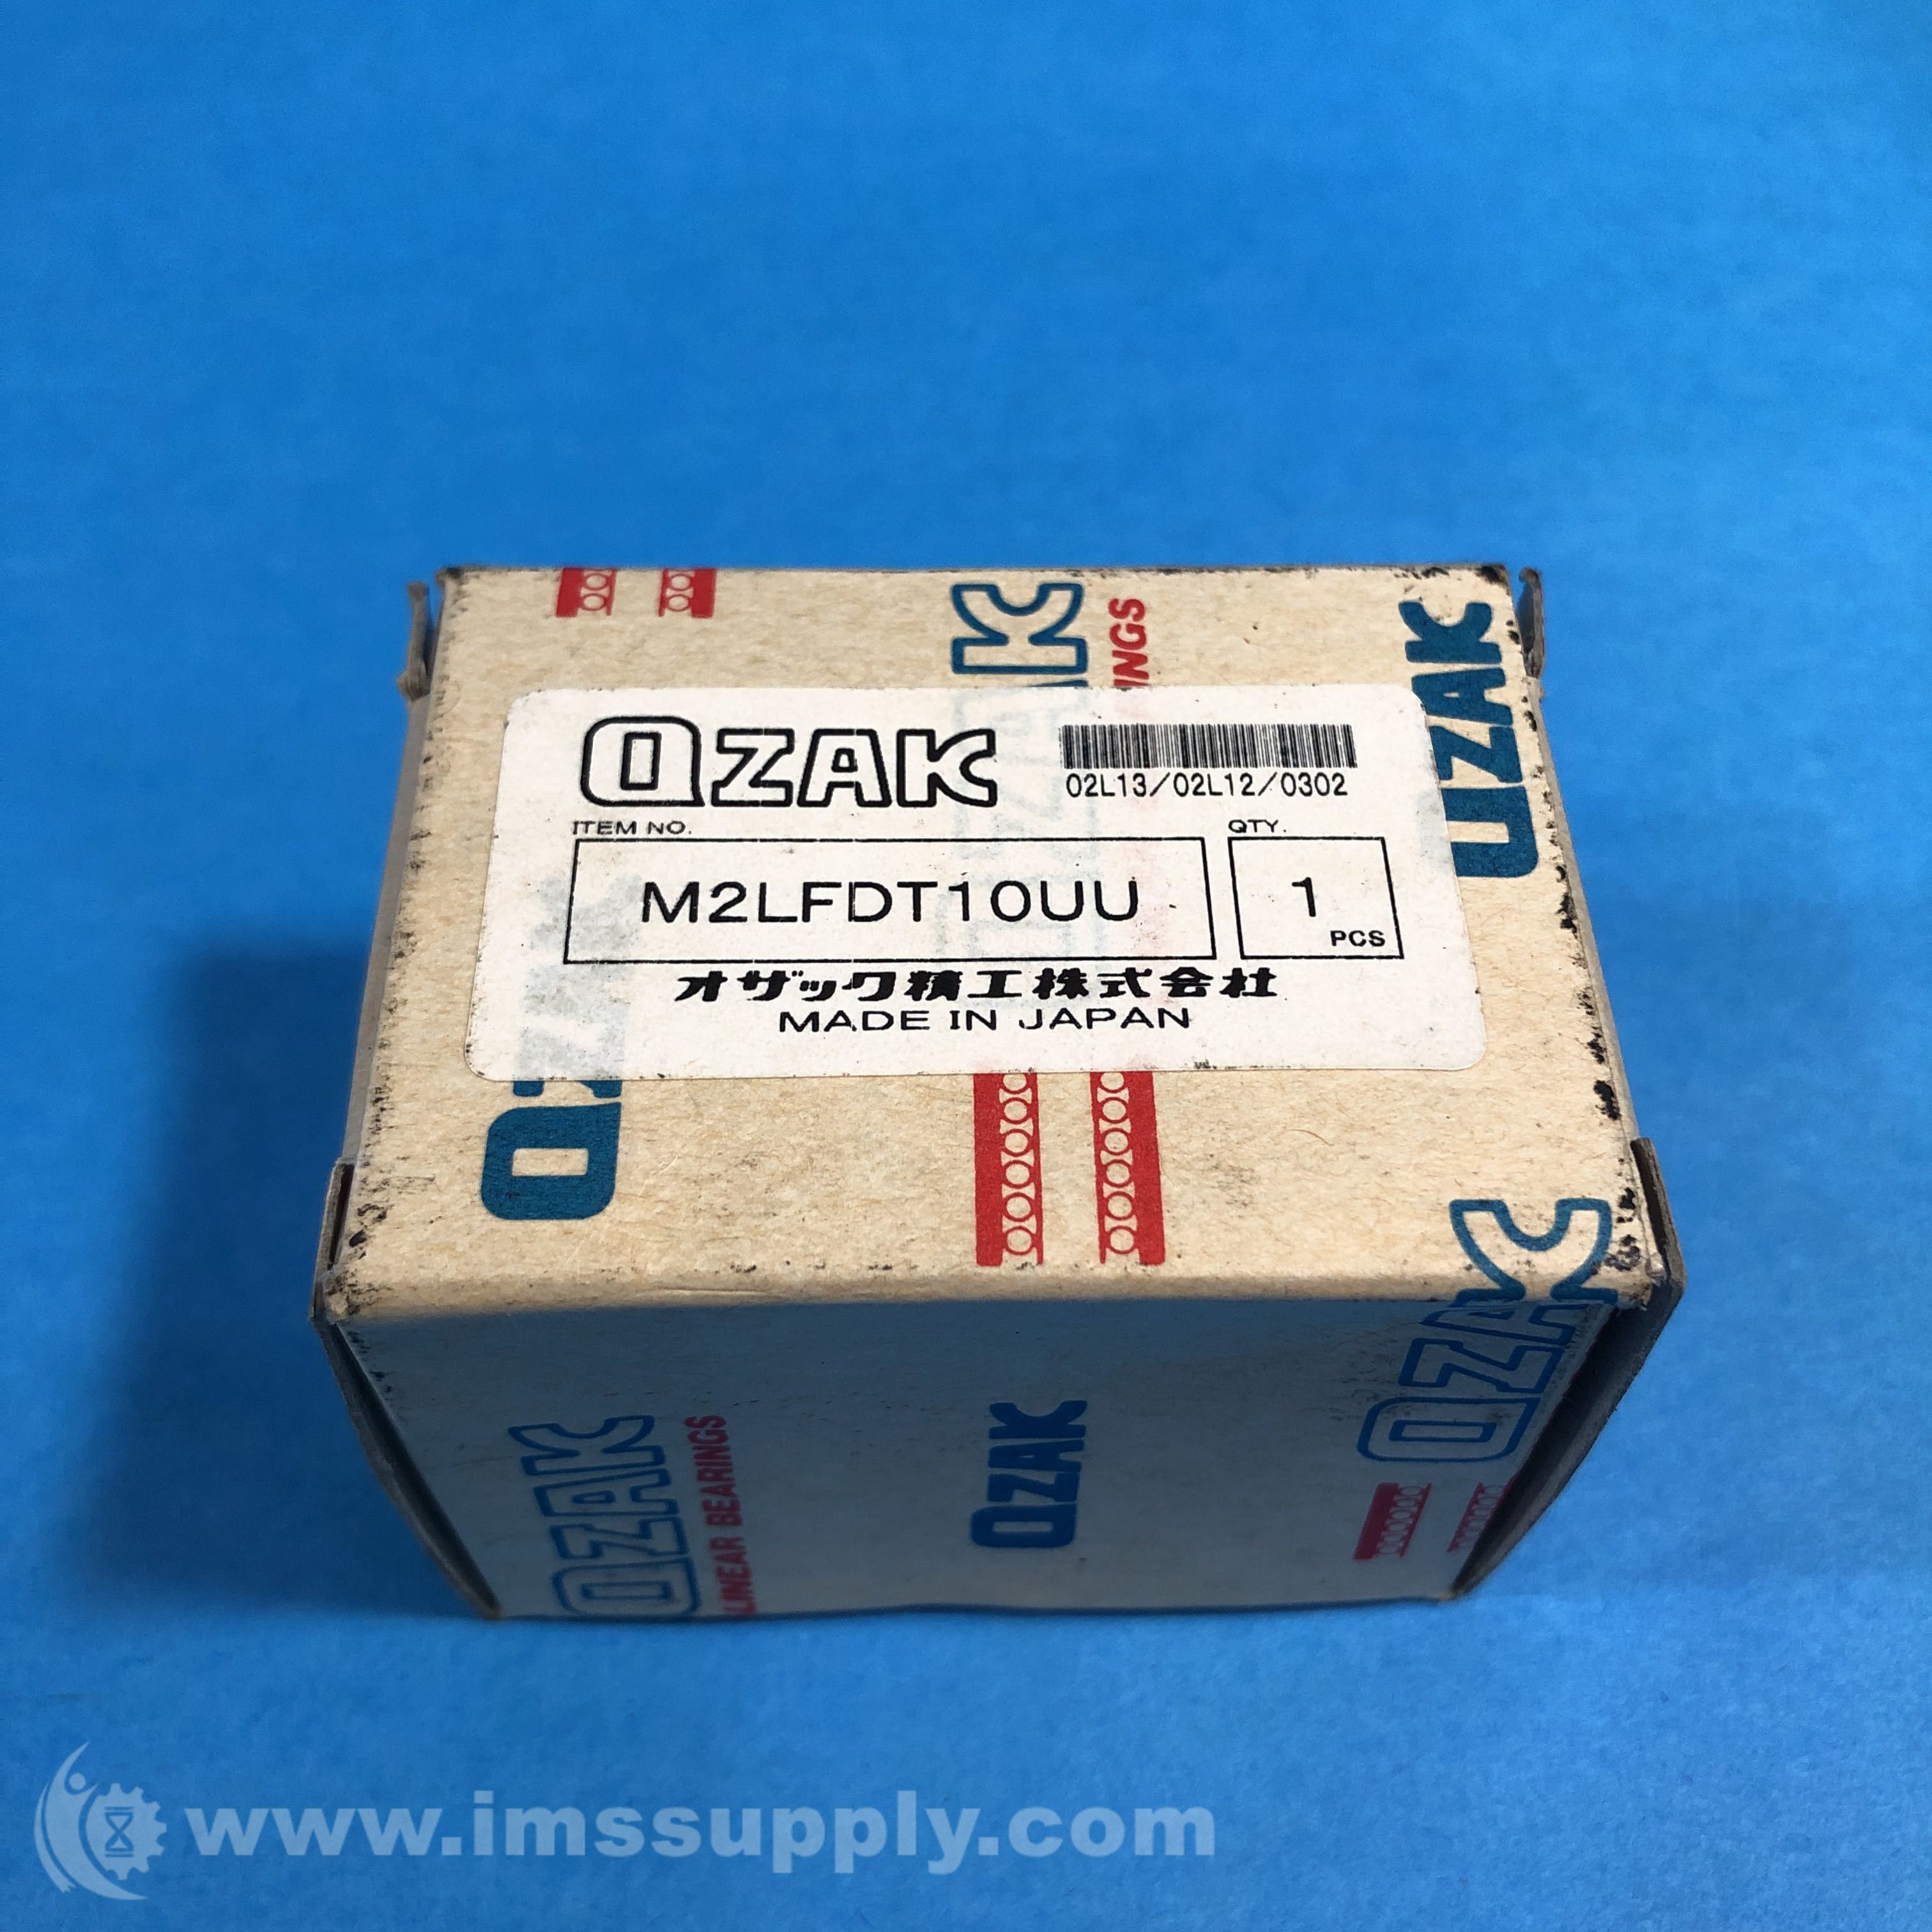 OZAK
INGS
OZAK
OZAK
02L13/02L12/0302
ITEM NO.
QTY.
M2LFDT10UU
1
PCS
オザック精工株式会社
MADE IN JAPAN
OZAK
OZAK
OZAK
LINEAR BEARINGS
OZAK
www.imssupply.com